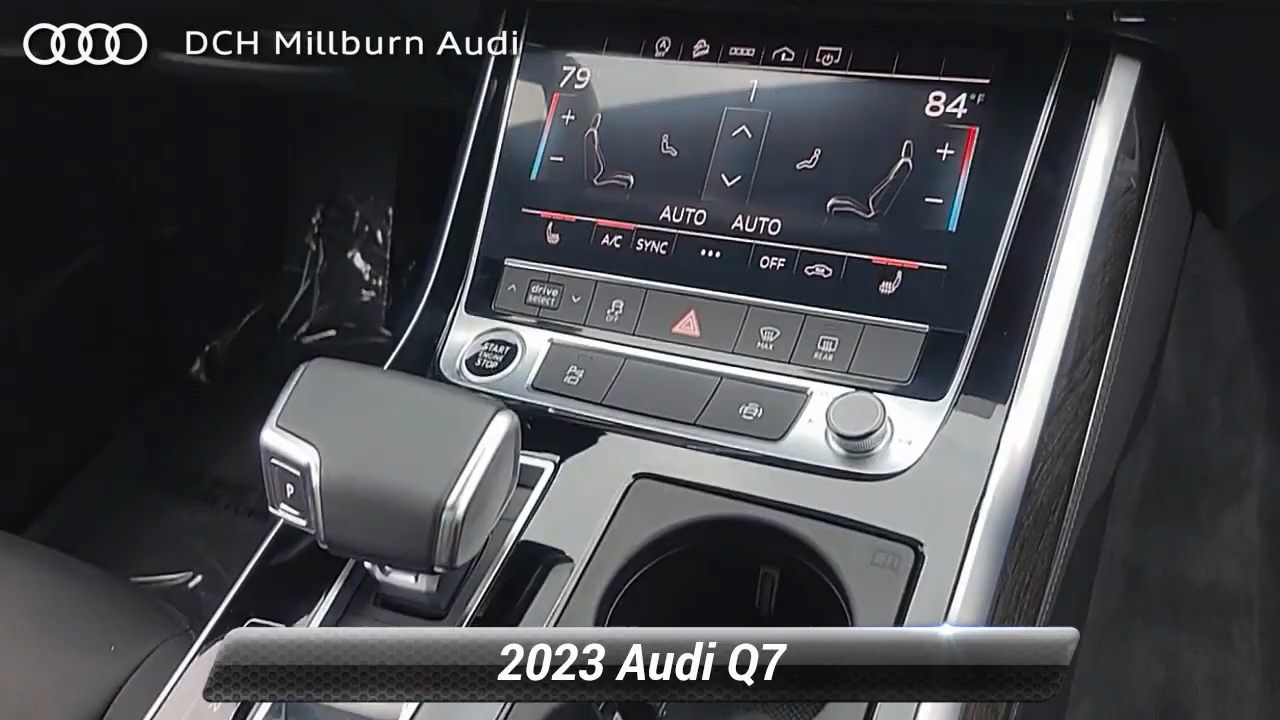 DCH Millburn Audi
79
1
84°F
AUTO AUTO
A/C SYNC ••• OFF
drive select
OFF
MAX
REAR
START ENGINE STOP
P
2023 Audi Q7